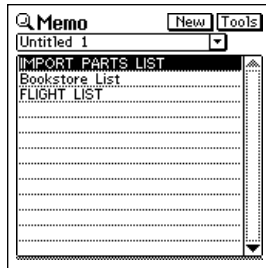 Memo New Tools
Untitled 1
IMPORT PARTS LIST
Bookstore List
FLIGHT LIST